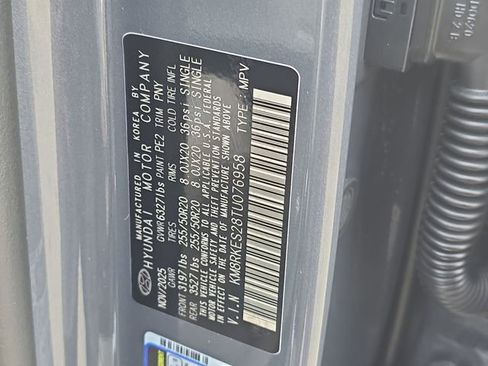 MANUFACTURED IN KOREA BY
HYUNDAI MOTOR COMPANY
NOV/2025 GVWR 6327lbs PAINT PE2 TRIM PNY
GAWR TIRES RIMS COLD TIRE INFL
FRONT 3197lbs 255/50R20 8.0JX20 36psi SINGLE
REAR 3527lbs 255/50R20 8.0JX20 36psi SINGLE
THIS VEHICLE CONFORMS TO ALL APPLICABLE U.S.A. FEDERAL
MOTOR VEHICLE SAFETY AND THEFT PREVENTION STANDARDS
IN EFFECT ON THE DATE OF MANUFACTURE SHOWN ABOVE
V.I.N KM8RKES28TU076958 TYPE: MPV